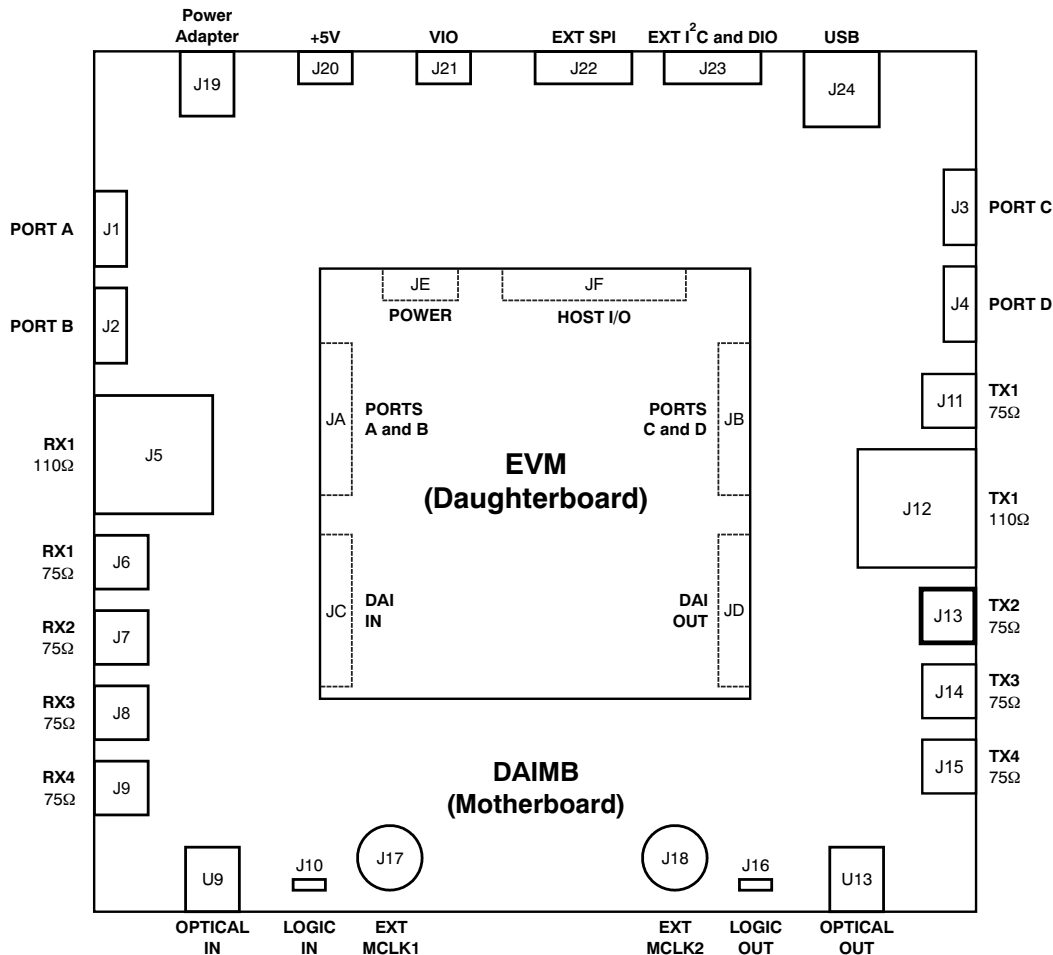 Power
Adapter
+5V
VIO
EXT SPI
EXT I²C and DIO
USB
J19
J20
J21
J22
J23
J24
PORT A
J1
J3
PORT C
PORT B
J2
J4
PORT D
JE
POWER
JF
HOST I/O
JA
PORTS
A and B
PORTS
C and D
JB
EVM
(Daughterboard)
RX1
110Ω
J5
J11
TX1
75Ω
J12
TX1
110Ω
RX1
75Ω
J6
JC
DAI
IN
DAI
OUT
JD
J13
TX2
75Ω
RX2
75Ω
J7
RX3
75Ω
J8
J14
TX3
75Ω
RX4
75Ω
J9
J15
TX4
75Ω
DAIMB
(Motherboard)
U9
J10
J17
J18
J16
U13
OPTICAL
IN
LOGIC
IN
EXT
MCLK1
EXT
MCLK2
LOGIC
OUT
OPTICAL
OUT